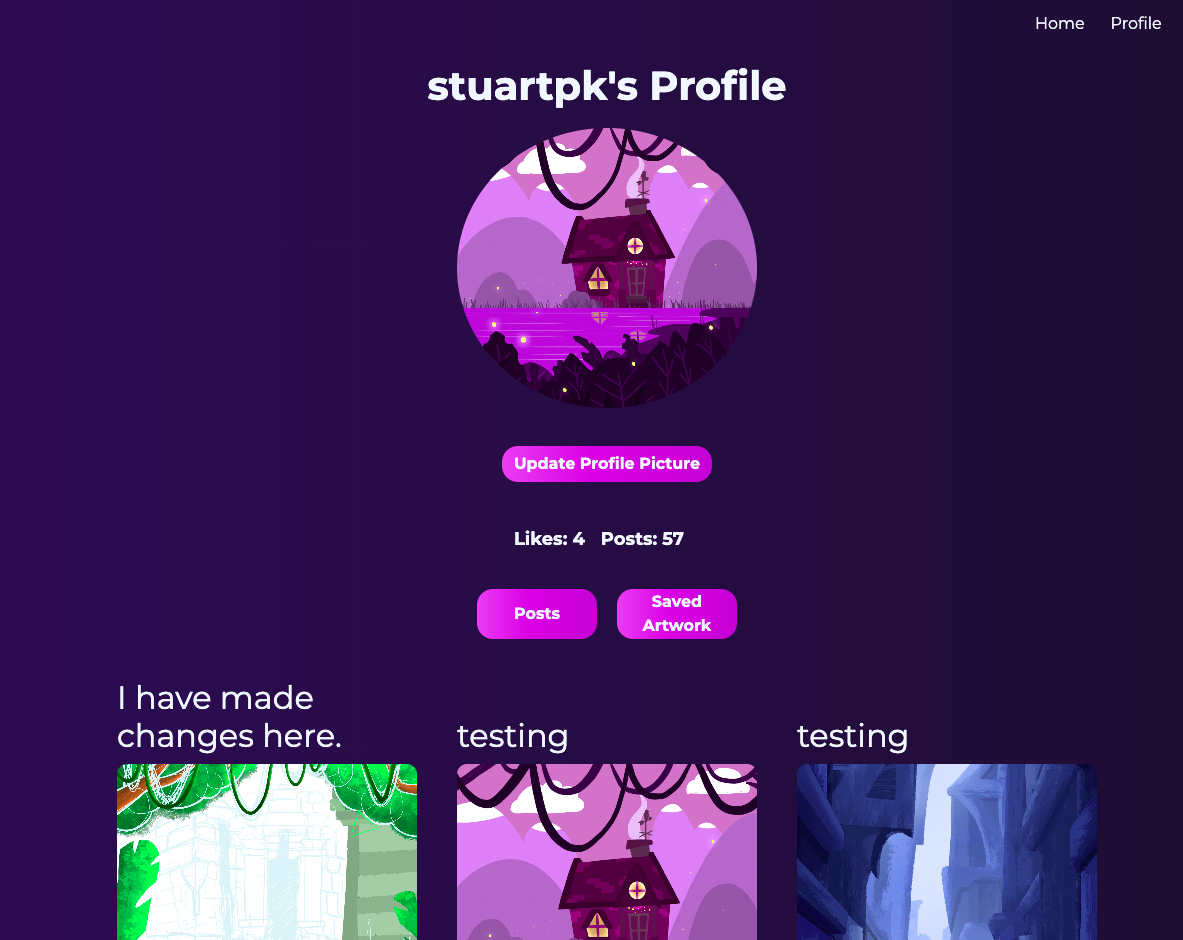 Home Profile
stuartpk's Profile
Update Profile Picture
Likes: 4 Posts: 57
Posts
Saved
Artwork
I have made
changes here.
testing
testing